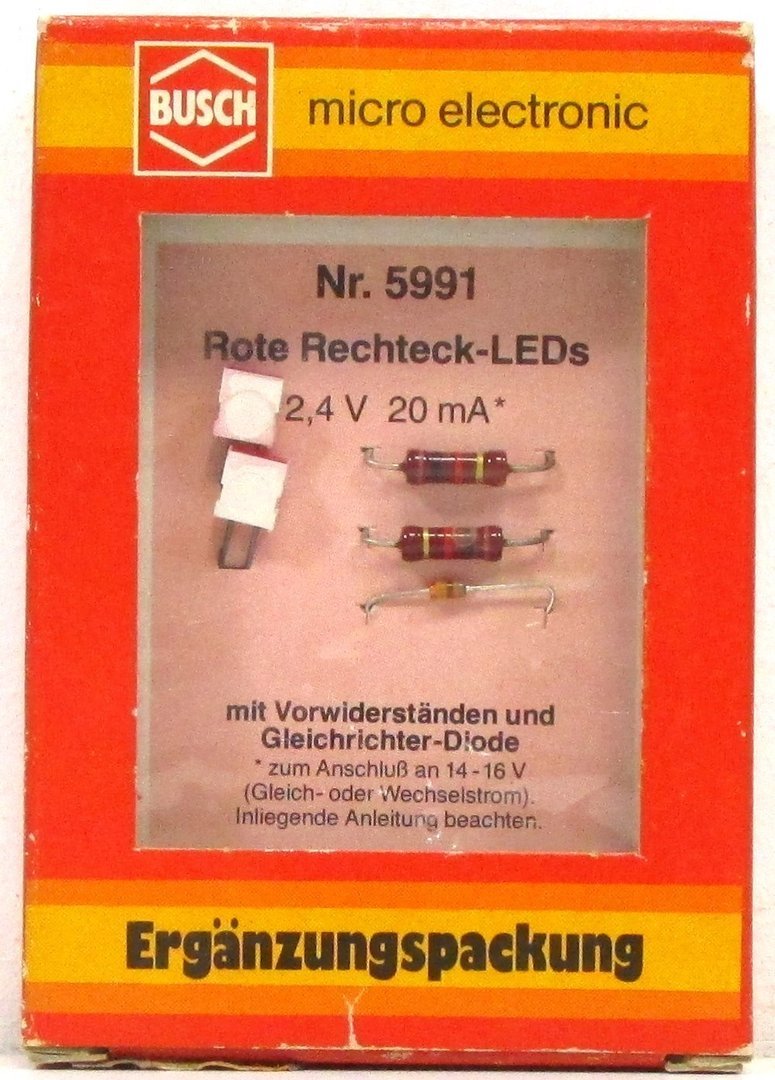 BUSCH
micro electronic
Nr. 5991
Rote Rechteck-LEDs
2,4 V 20 mA*
mit Vorwiderständen und
Gleichrichter-Diode
* zum Anschluß an 14-16 V
(Gleich- oder Wechselstrom).
Inliegende Anleitung beachten.
Ergänzungspackung